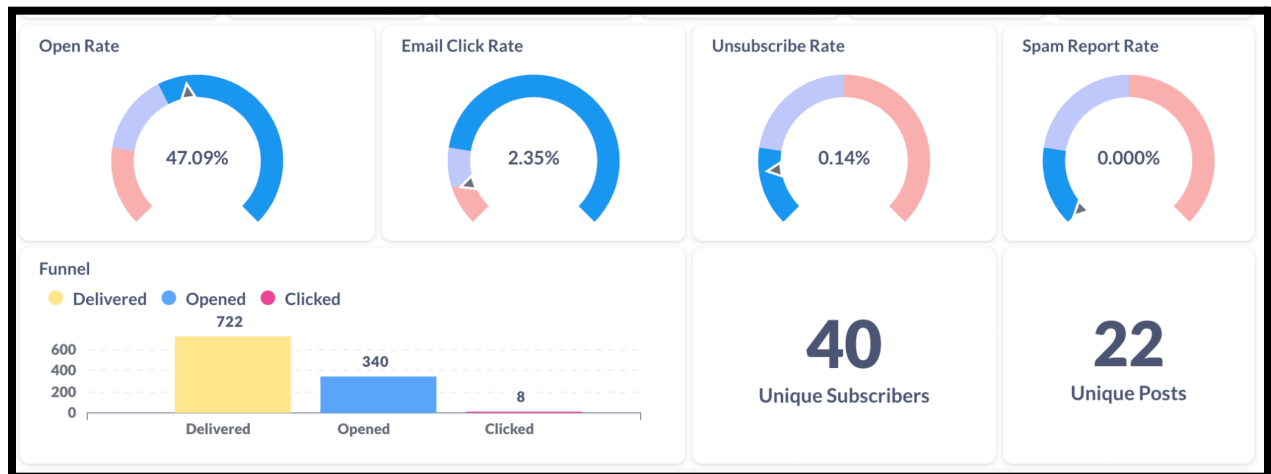 Open Rate
47.09%
Email Click Rate
2.35%
Unsubscribe Rate
0.14%
Spam Report Rate
0.000%
Funnel
Delivered Opened Clicked
722
340
8
600
400
200
0
Delivered Opened Clicked
40
Unique Subscribers
22
Unique Posts